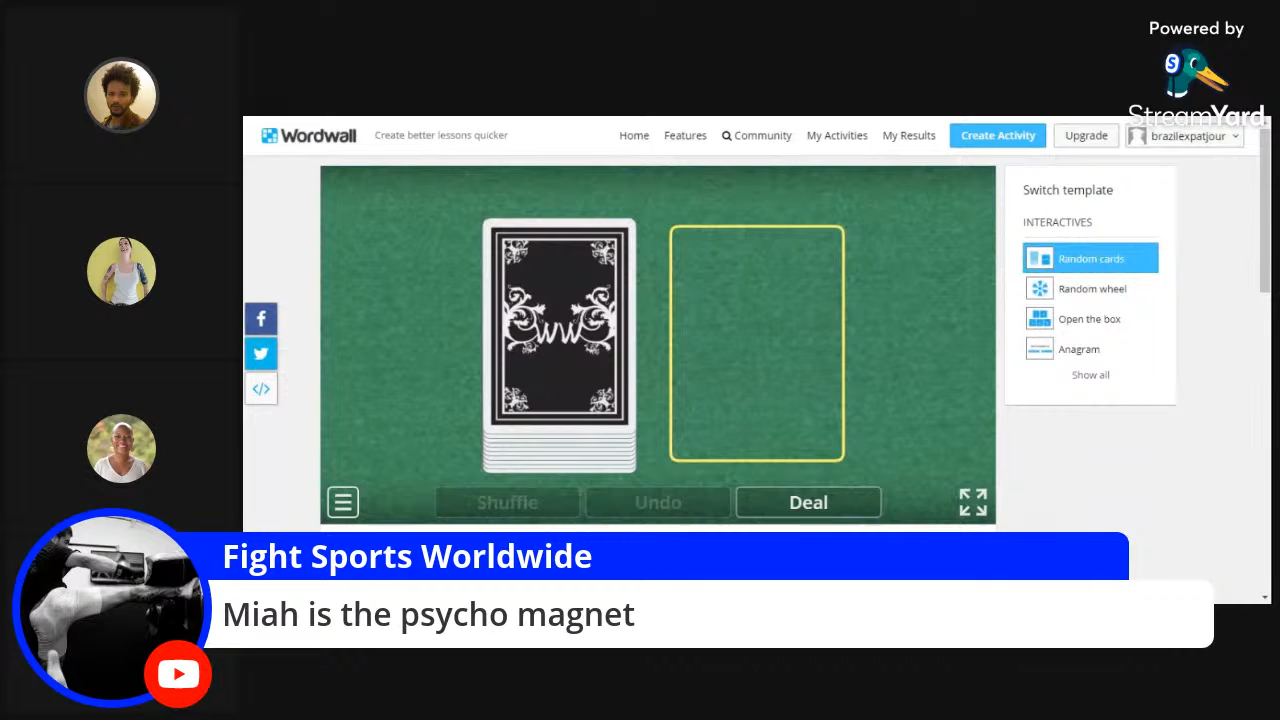 Powered by
S
StreamYard
Wordwall
Create better lessons quicker
Home
Features
Community
My Activities
My Results
Create Activity
Upgrade
brazilexpatjour
f
</>
WW
Shuffle
Undo
Deal
Switch template
INTERACTIVES
Random cards
Random wheel
Open the box
Anagram
Show all
Fight Sports Worldwide
Miah is the psycho magnet